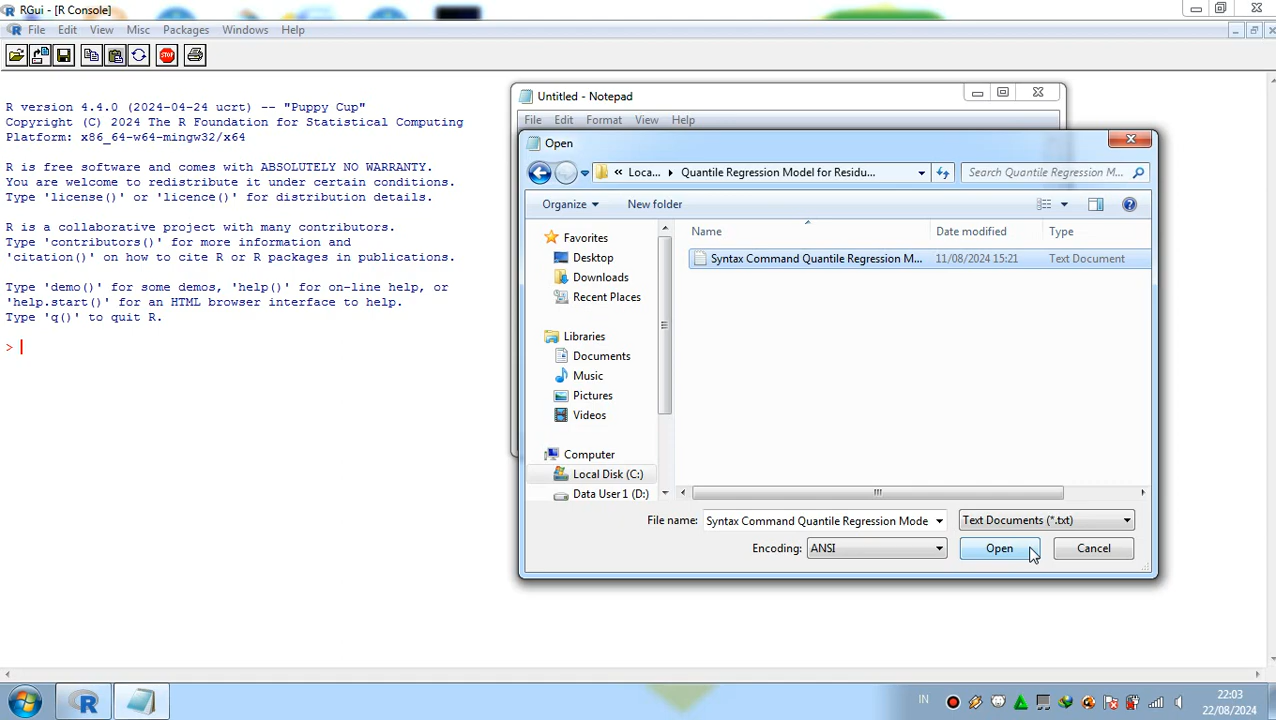 RGui - [R Console]
File Edit View Misc Packages Windows Help
STOP
R version 4.4.0 (2024-04-24 ucrt) -- "Puppy Cup"
Copyright (C) 2024 The R Foundation for Statistical Computing
Platform: x86_64-w64-mingw32/x64
R is free software and comes with ABSOLUTELY NO WARRANTY.
You are welcome to redistribute it under certain conditions.
Type 'license()' or 'licence()' for distribution details.
R is a collaborative project with many contributors.
Type 'contributors()' for more information and
'citation()' on how to cite R or R packages in publications.
Type 'demo()' for some demos, 'help()' for on-line help, or
'help.start()' for an HTML browser interface to help.
Type 'q()' to quit R.
>
Untitled - Notepad
File Edit Format View Help
Open
« Loca... Quantile Regression Model for Residu... Search Quantile Regression M...
Organize New folder
Name Date modified Type
Syntax Command Quantile Regression M... 11/08/2024 15:21 Text Document
Favorites
Desktop
Downloads
Recent Places
Libraries
Documents
Music
Pictures
Videos
Computer
Local Disk (C:)
Data User 1 (D:)
File name: Syntax Command Quantile Regression Mode Text Documents (*.txt)
Encoding: ANSI Open Cancel
IN
22:03
22/08/2024